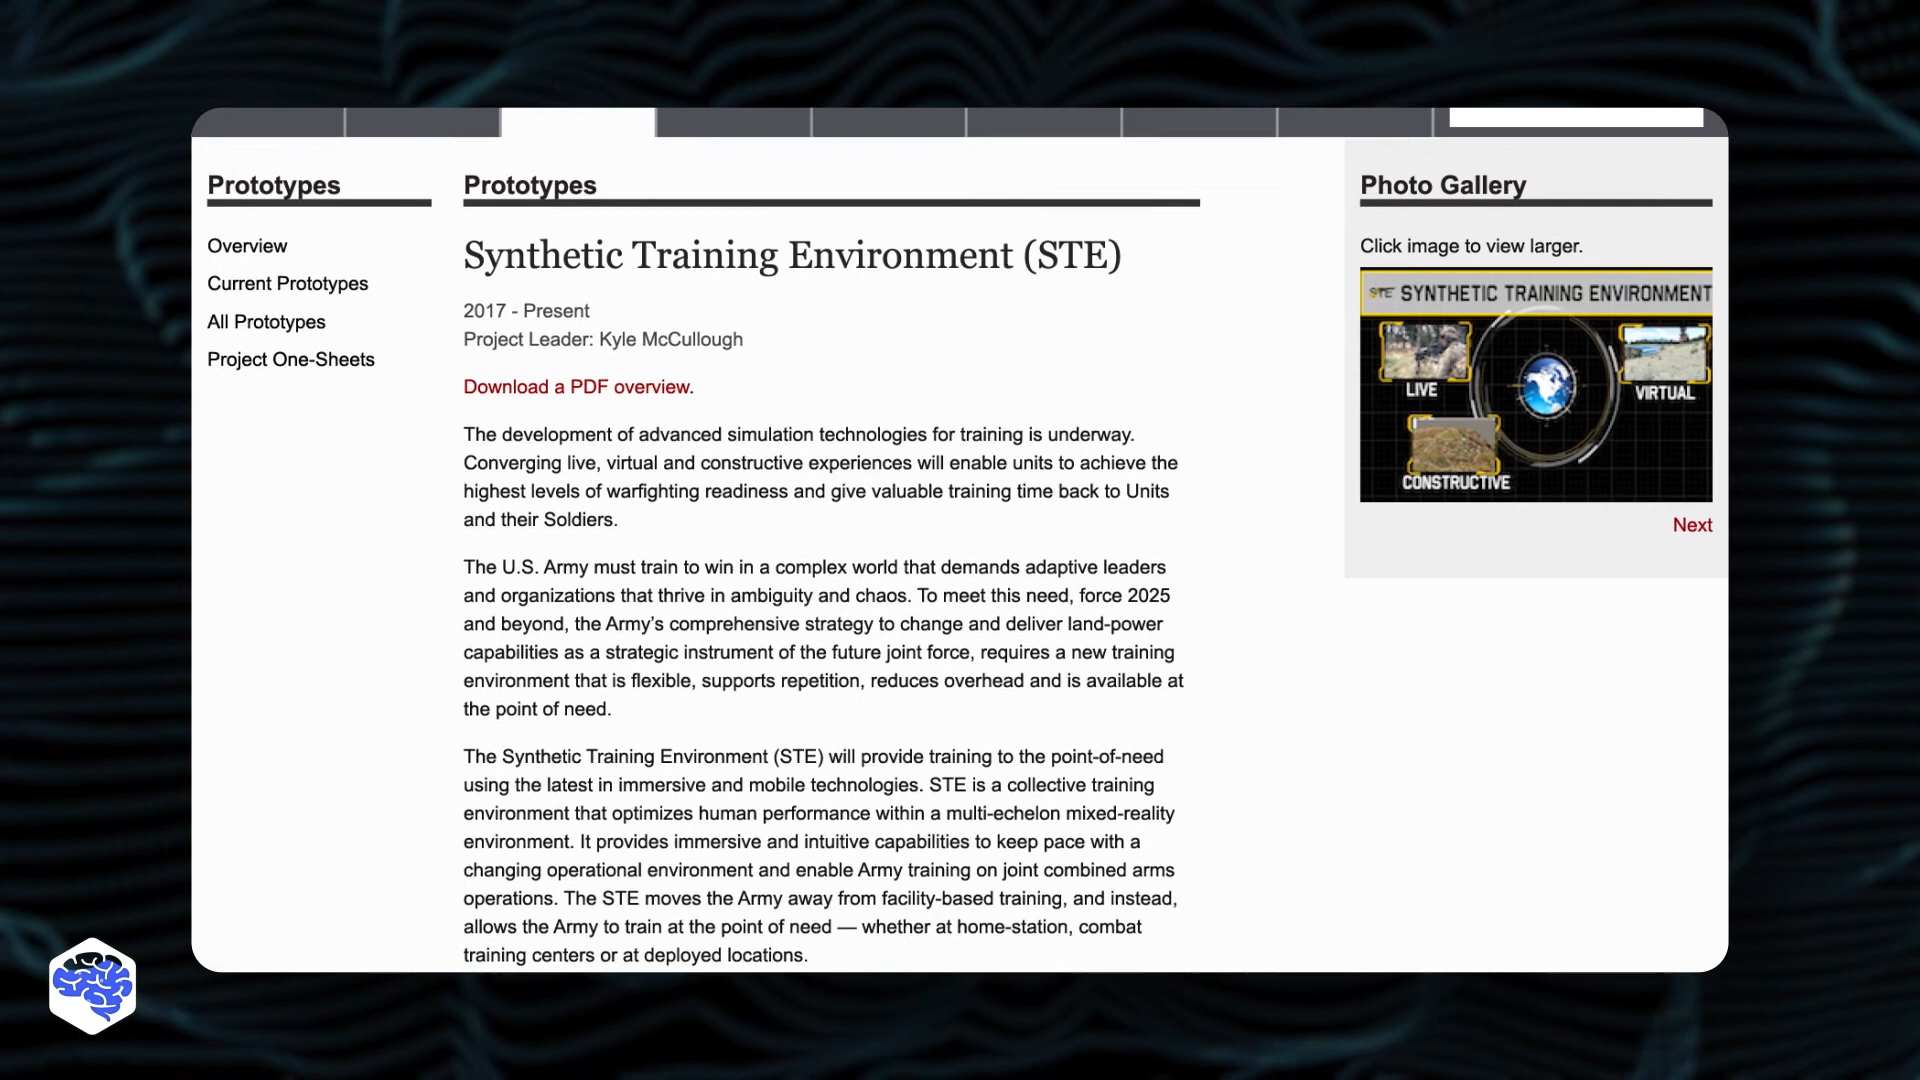 Prototypes
Overview
Current Prototypes
All Prototypes
Project One-Sheets
Prototypes
Synthetic Training Environment (STE)
2017 - Present
Project Leader: Kyle McCullough
Download a PDF overview.
The development of advanced simulation technologies for training is underway.
Converging live, virtual and constructive experiences will enable units to achieve the
highest levels of warfighting readiness and give valuable training time back to Units
and their Soldiers.
The U.S. Army must train to win in a complex world that demands adaptive leaders
and organizations that thrive in ambiguity and chaos. To meet this need, force 2025
and beyond, the Army’s comprehensive strategy to change and deliver land-power
capabilities as a strategic instrument of the future joint force, requires a new training
environment that is flexible, supports repetition, reduces overhead and is available at
the point of need.
The Synthetic Training Environment (STE) will provide training to the point-of-need
using the latest in immersive and mobile technologies. STE is a collective training
environment that optimizes human performance within a multi-echelon mixed-reality
environment. It provides immersive and intuitive capabilities to keep pace with a
changing operational environment and enable Army training on joint combined arms
operations. The STE moves the Army away from facility-based training, and instead,
allows the Army to train at the point of need — whether at home-station, combat
training centers or at deployed locations.
Photo Gallery
Click image to view larger.
STE SYNTHETIC TRAINING ENVIRONMENT
LIVE
VIRTUAL
CONSTRUCTIVE
Next